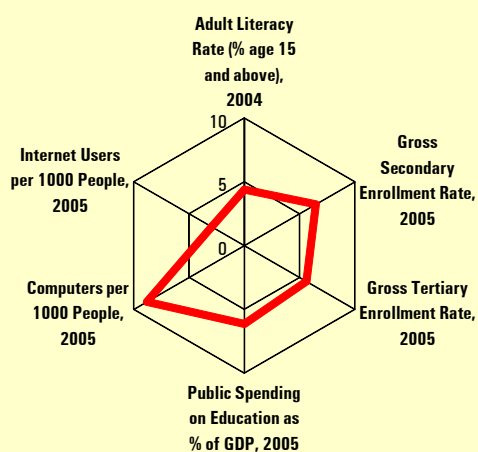 Adult Literacy
Rate (% age 15
and above),
2004
10
Gross
Secondary
Enrollment Rate,
2005
Internet Users
per 1000 People,
2005
5
0
Computers per
1000 People,
2005
Gross Tertiary
Enrollment Rate,
2005
Public Spending
on Education as
% of GDP, 2005